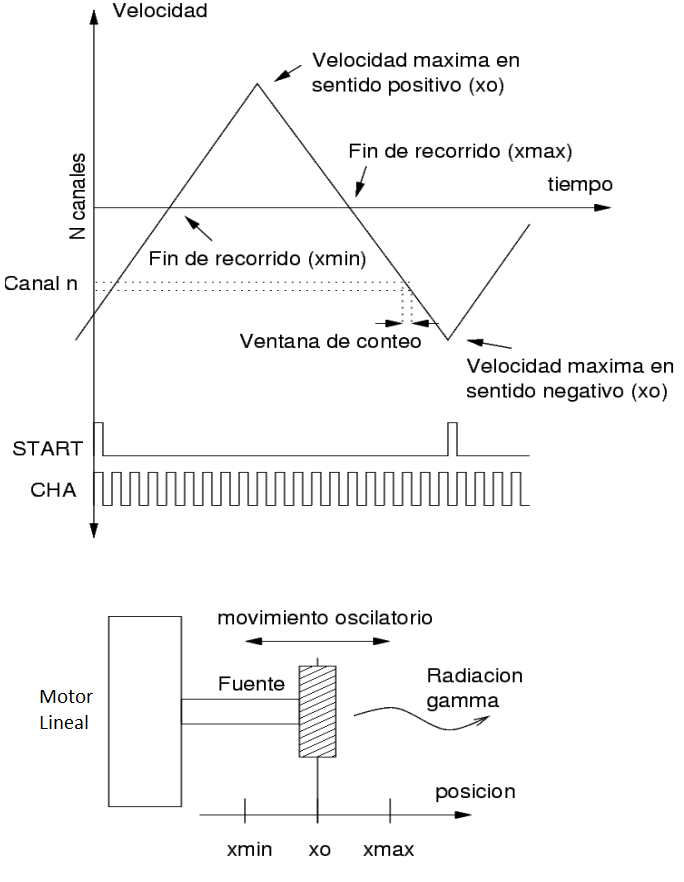 Velocidad
Velocidad maxima en
sentido positivo (xo)
Fin de recorrido (xmax)
tiempo
N canales
Fin de recorrido (xmin)
Canal n
Ventana de conteo
Velocidad maxima en
sentido negativo (xo)
START
CHA
movimiento oscilatorio
Fuente
Radiacion
gamma
Motor
Lineal
posicion
xmin
xo
xmax